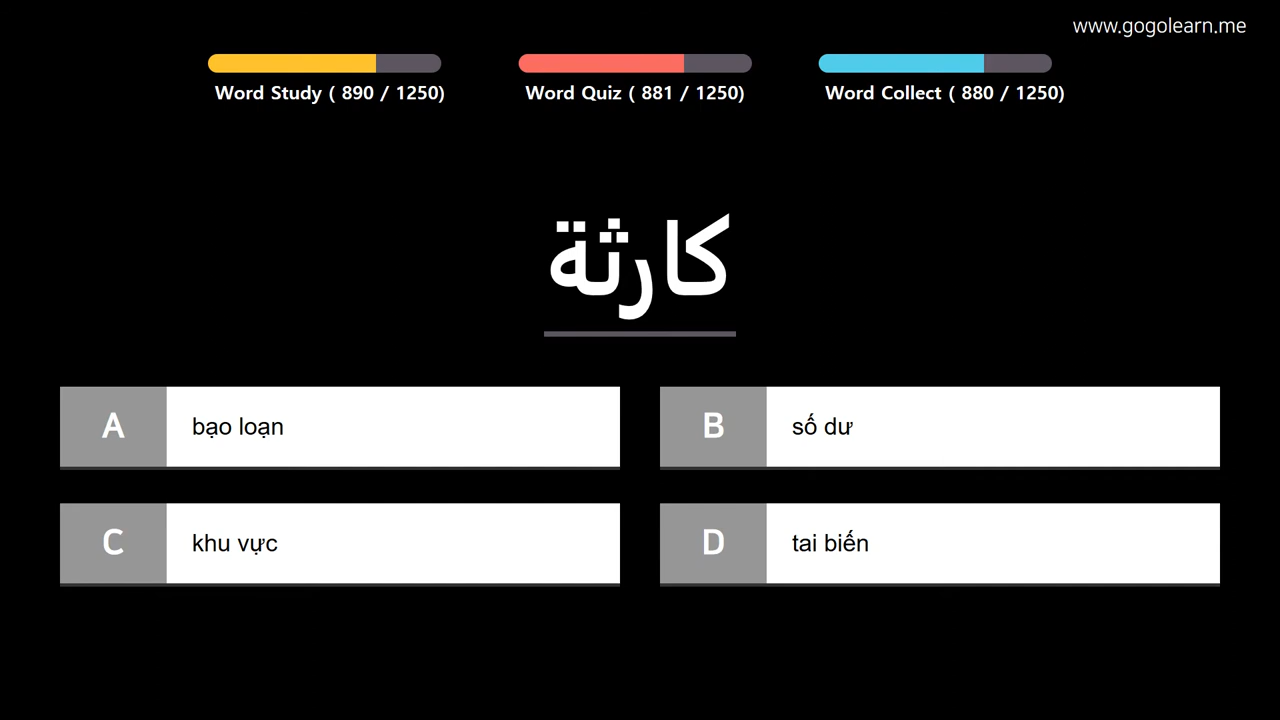 www.gogolearn.me
Word Study ( 890 / 1250)
Word Quiz ( 881 / 1250)
Word Collect ( 880 / 1250)
كارثة
A bạo loạn
B số dư
C khu vực
D tai biến